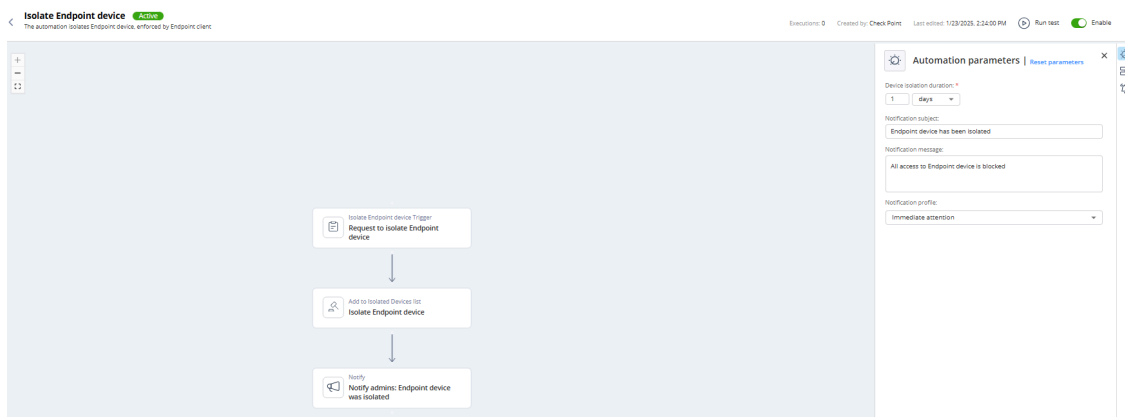 Isolate Endpoint device Active
The automation isolates Endpoint device, enforced by Endpoint client
Executions: 0 Created by: Check Point Last edited: 1/23/2025, 2:24:00 PM Run test Enable
Automation parameters | Reset parameters
Device isolation duration: *
1 days
Notification subject:
Endpoint device has been isolated
Notification message:
All access to Endpoint device is blocked
Notification profile:
Immediate attention
Isolate Endpoint device Trigger
Request to isolate Endpoint
device
Add to Isolated Devices list
Isolate Endpoint device
Notify
Notify admins: Endpoint device
was isolated